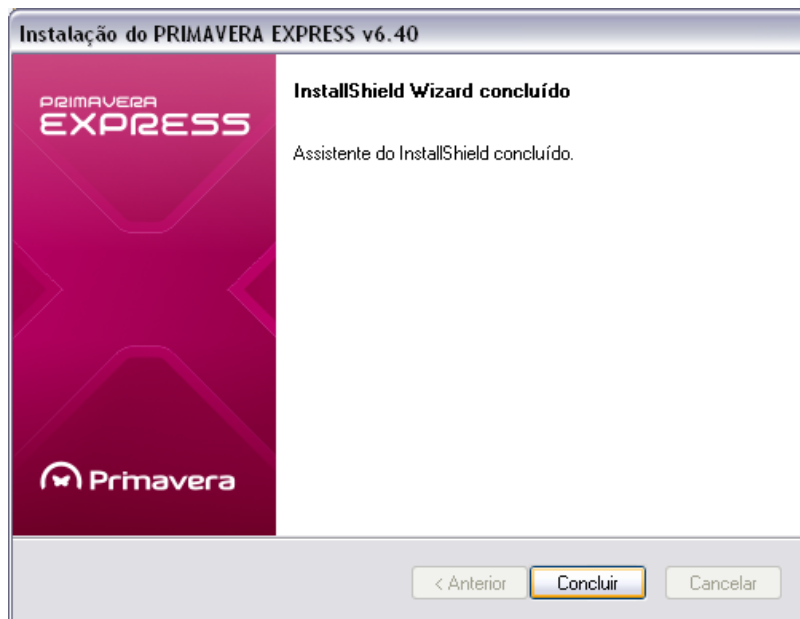 Instalação do PRIMAVERA EXPRESS v6.40
PRIMAVERA
EXPRESS
InstallShield Wizard concluído
Assistente do InstallShield concluído.
Primavera
< Anterior
Concluir
Cancelar